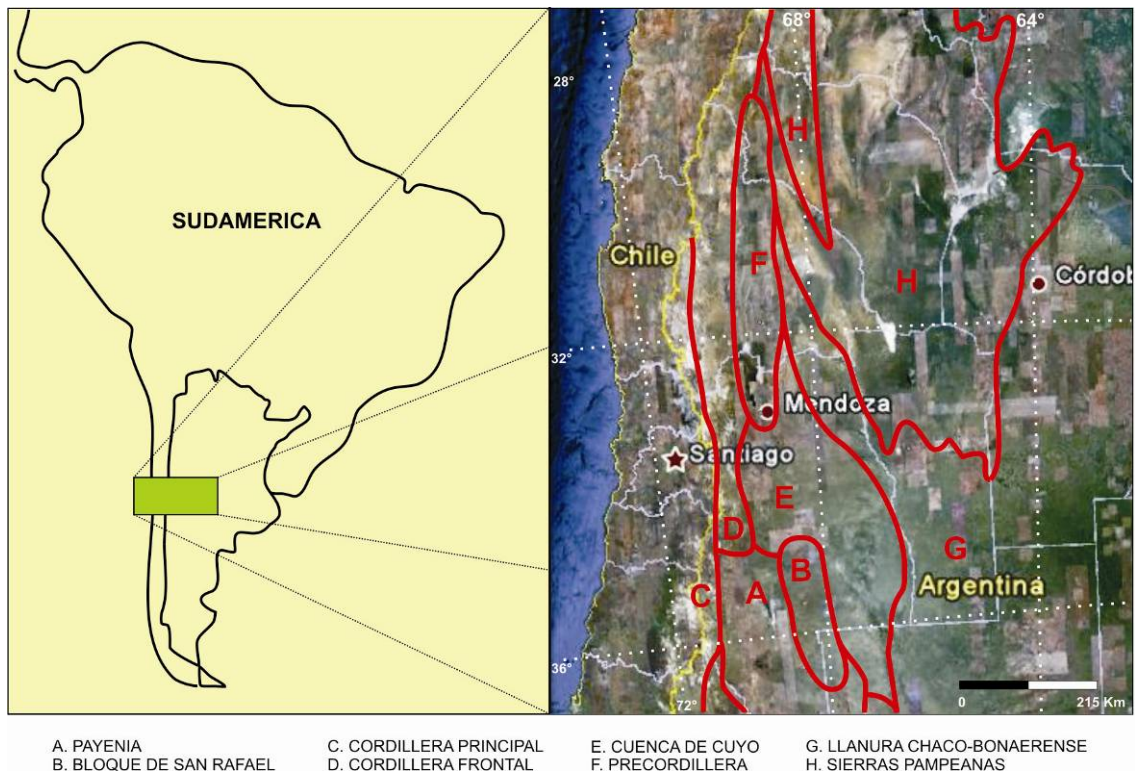 SUDAMERICA
68°
64°
28°
H
Chile
F
H
Córdob
32°
Mendoza
Santiago
E
D
G
B
A
Argentina
C
36°
72°
0 215 Km
A. PAYENIA C. CORDILLERA PRINCIPAL E. CUENCA DE CUYO G. LLANURA CHACO-BONAERENSE
B. BLOQUE DE SAN RAFAEL D. CORDILLERA FRONTAL F. PRECORDILLERA H. SIERRAS PAMPEANAS